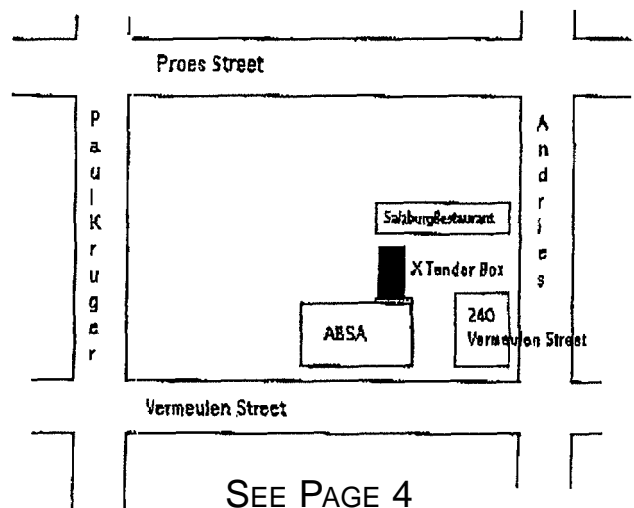 Proes Street
Paul Kruger
Andries
Salzburg Restaurant
X Tender Box
ABSA
240
Vermeulen Street
Vermeulen Street
SEE PAGE 4